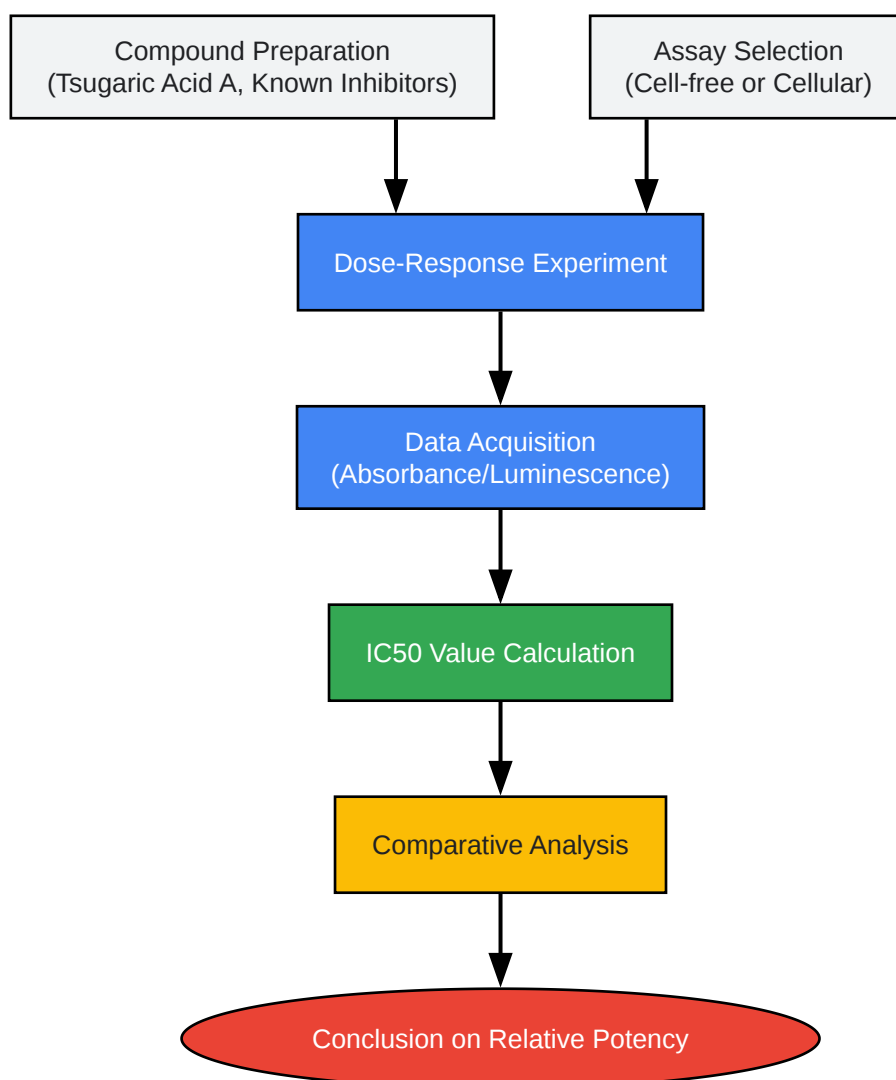 Compound Preparation
(Tsugaric Acid A, Known Inhibitors)
Assay Selection
(Cell-free or Cellular)
Dose-Response Experiment
Data Acquisition
(Absorbance/Luminescence)
IC50 Value Calculation
Comparative Analysis
Conclusion on Relative Potency